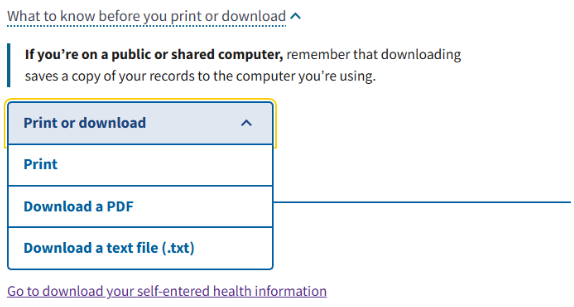 What to know before you print or download
If you're on a public or shared computer, remember that downloading
saves a copy of your records to the computer you're using.
Print or download
Print
Download a PDF
Download a text file (.txt)
Go to download your self-entered health information